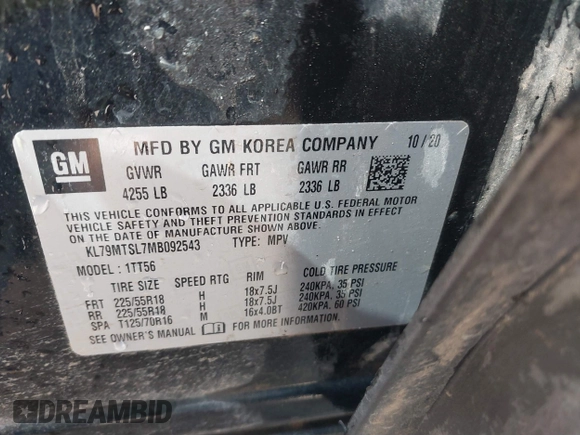 GM
MFD BY GM KOREA COMPANY 10/20
GVWR GAWR FRT GAWR RR
4255 LB 2336 LB 2336 LB
THIS VEHICLE CONFORMS TO ALL APPLICABLE U.S. FEDERAL MOTOR
VEHICLE SAFETY AND THEFT PREVENTION STANDARDS IN EFFECT ON
THE DATE OF MANUFACTURE SHOWN ABOVE.
KL79MTSL7MB092543 TYPE: MPV
MODEL: 1TT56
TIRE SIZE SPEED RTG RIM COLD TIRE PRESSURE
FRT 225/55R18 H 18x7.5J 240KPA, 35 PSI
RR 225/55R18 H 18x7.5J 240KPA, 35 PSI
SPA T125/70R16 M 16x4.0BT 420KPA, 60 PSI
SEE OWNER'S MANUAL FOR MORE INFORMATION
DREAMBID